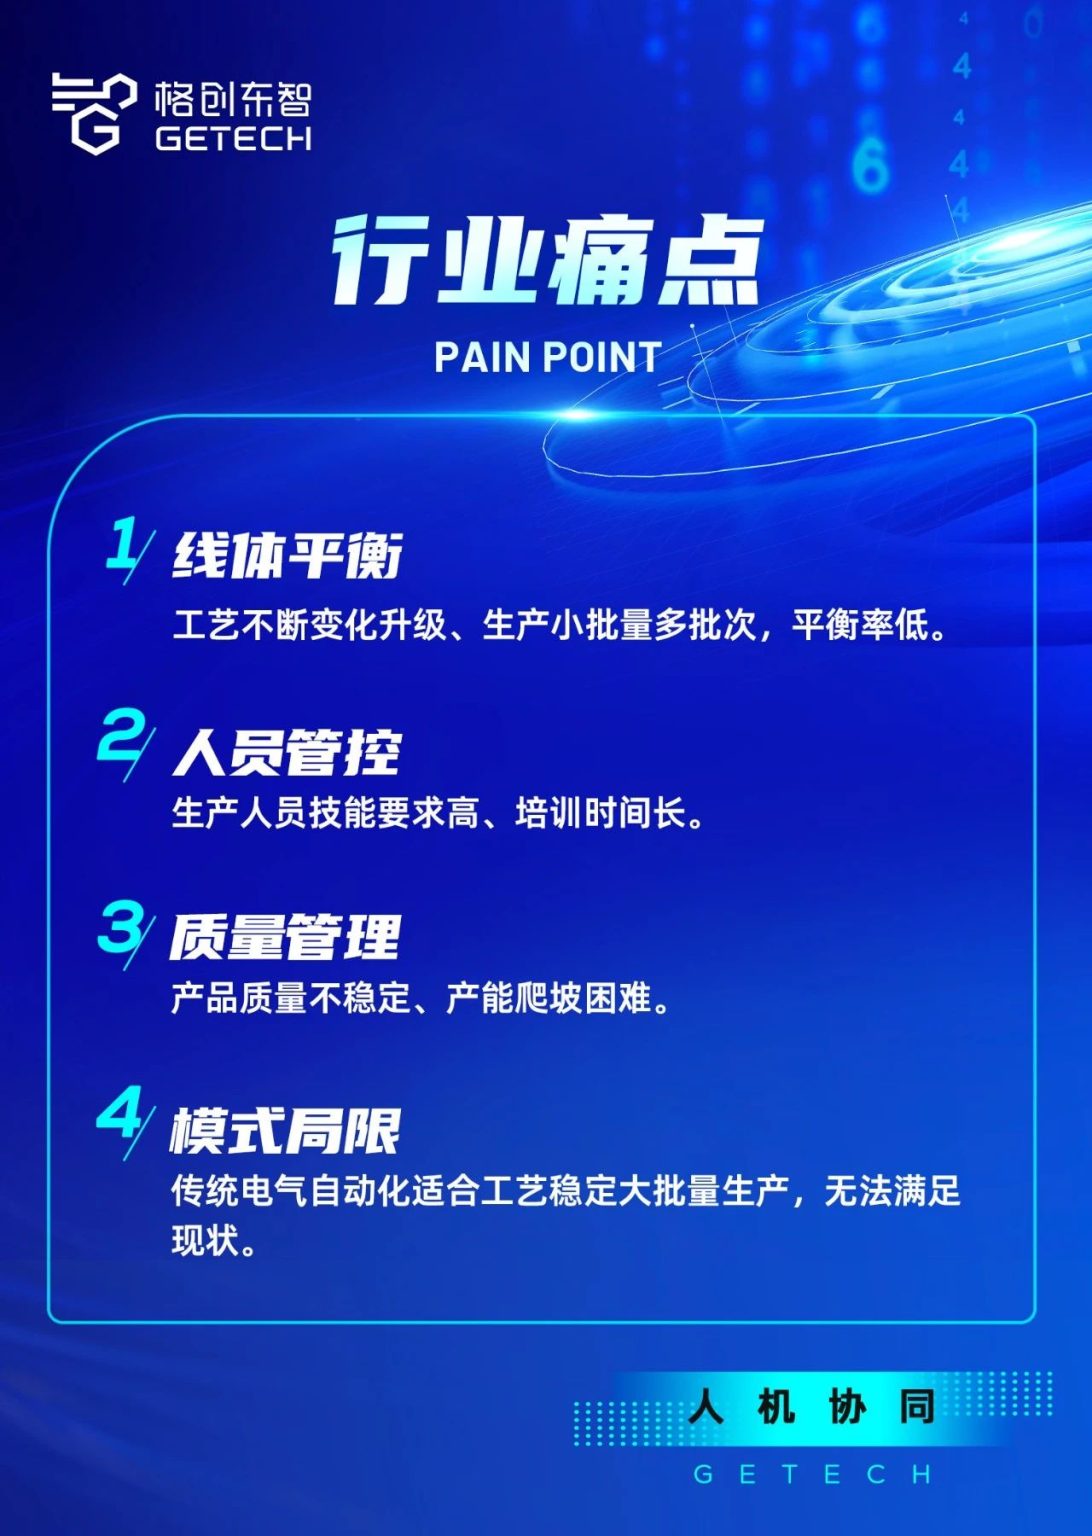 格创东智
GETECH
行业痛点
PAIN POINT
1 线体平衡
工艺不断变化升级、生产小批量多批次，平衡率低。
2 人员管控
生产人员技能要求高、培训时间长。
3 质量管理
产品质量不稳定、产能爬坡困难。
4 模式局限
传统电气自动化适合工艺稳定大批量生产，无法满足
现状。
人机协同
GETECH